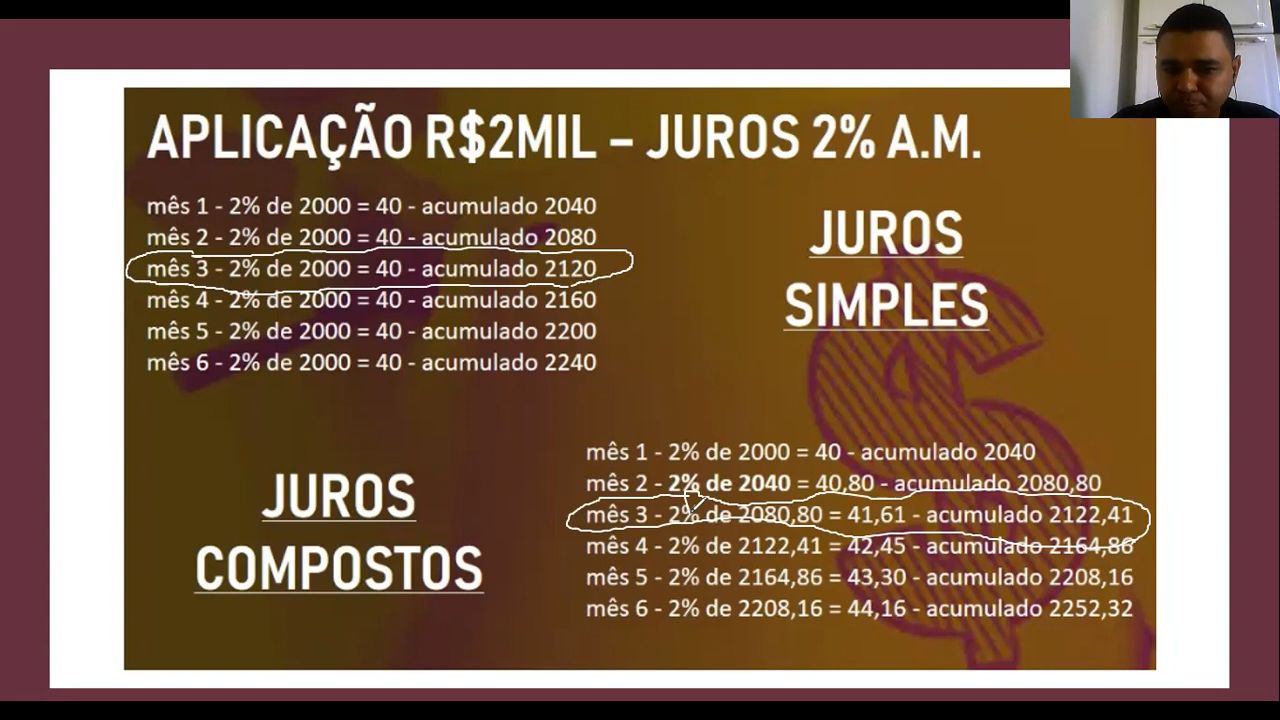 APLICAÇÃO R$2MIL – JUROS 2% A.M.
mês 1 - 2% de 2000 = 40 - acumulado 2040
mês 2 - 2% de 2000 = 40 - acumulado 2080
mês 3 - 2% de 2000 = 40 - acumulado 2120
mês 4 - 2% de 2000 = 40 - acumulado 2160
mês 5 - 2% de 2000 = 40 - acumulado 2200
mês 6 - 2% de 2000 = 40 - acumulado 2240
JUROS
SIMPLES
JUROS
COMPOSTOS
mês 1 - 2% de 2000 = 40 - acumulado 2040
mês 2 - 2% de 2040 = 40,80 - acumulado 2080,80
mês 3 - 2% de 2080,80 = 41,61 - acumulado 2122,41
mês 4 - 2% de 2122,41 = 42,45 - acumulado 2164,86
mês 5 - 2% de 2164,86 = 43,30 - acumulado 2208,16
mês 6 - 2% de 2208,16 = 44,16 - acumulado 2252,32